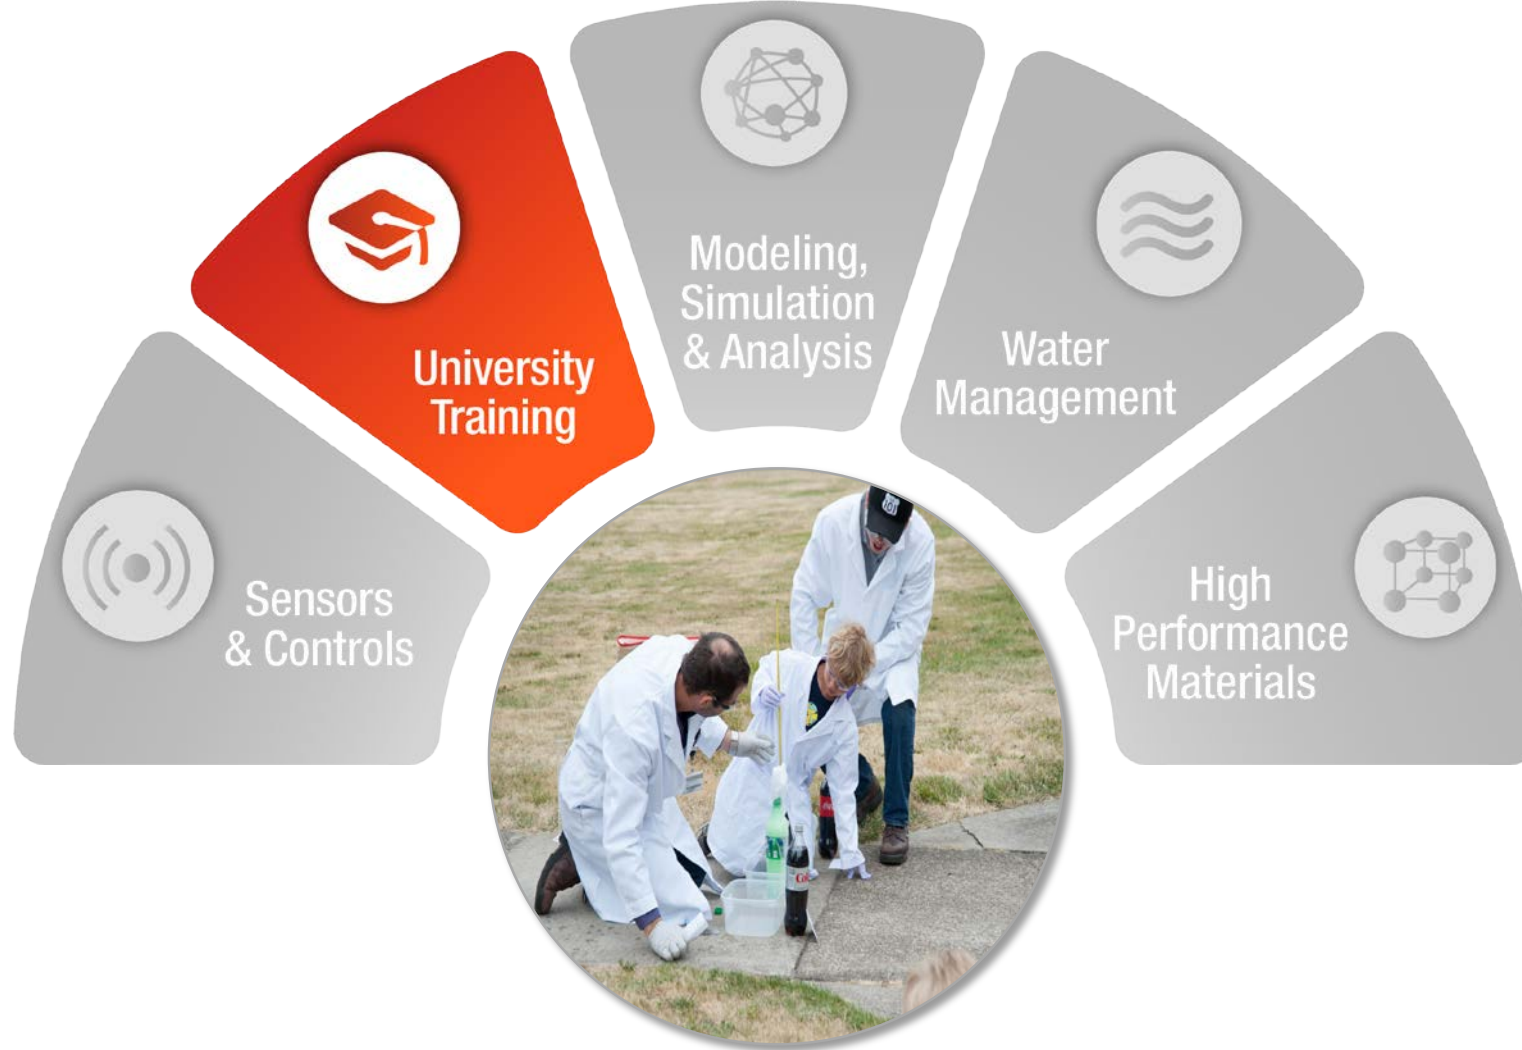 Sensors
& Controls
University
Training
Modeling,
Simulation
& Analysis
Water
Management
High
Performance
Materials